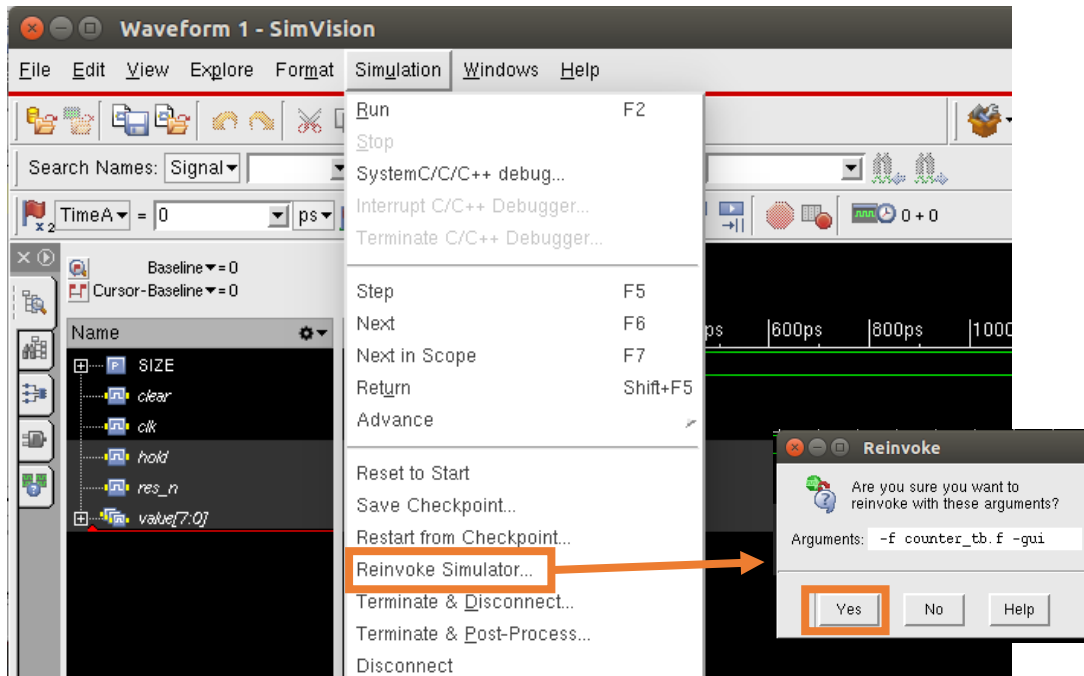 Waveform 1 - SimVision
File Edit View Explore Format Simulation Windows Help
Run F2
Stop
Search Names: Signal
SystemC/C/C++ debug...
TimeA = 0 ps
Interrupt C/C++ Debugger...
0 + 0
x2
Terminate C/C++ Debugger...
Baseline = 0
Cursor-Baseline = 0
Step F5
Name
Next F6
ps 600ps 800ps 1000
SIZE
Next in Scope F7
clear
Return Shift+F5
clk
Advance
hold
res_n
Reset to Start
value[7:0]
Save Checkpoint...
Restart from Checkpoint...
Reinvoke Simulator...
Terminate & Disconnect...
Terminate & Post-Process...
Disconnect
Reinvoke
Are you sure you want to
reinvoke with these arguments?
Arguments: -f counter_tb.f -gui
Yes No Help